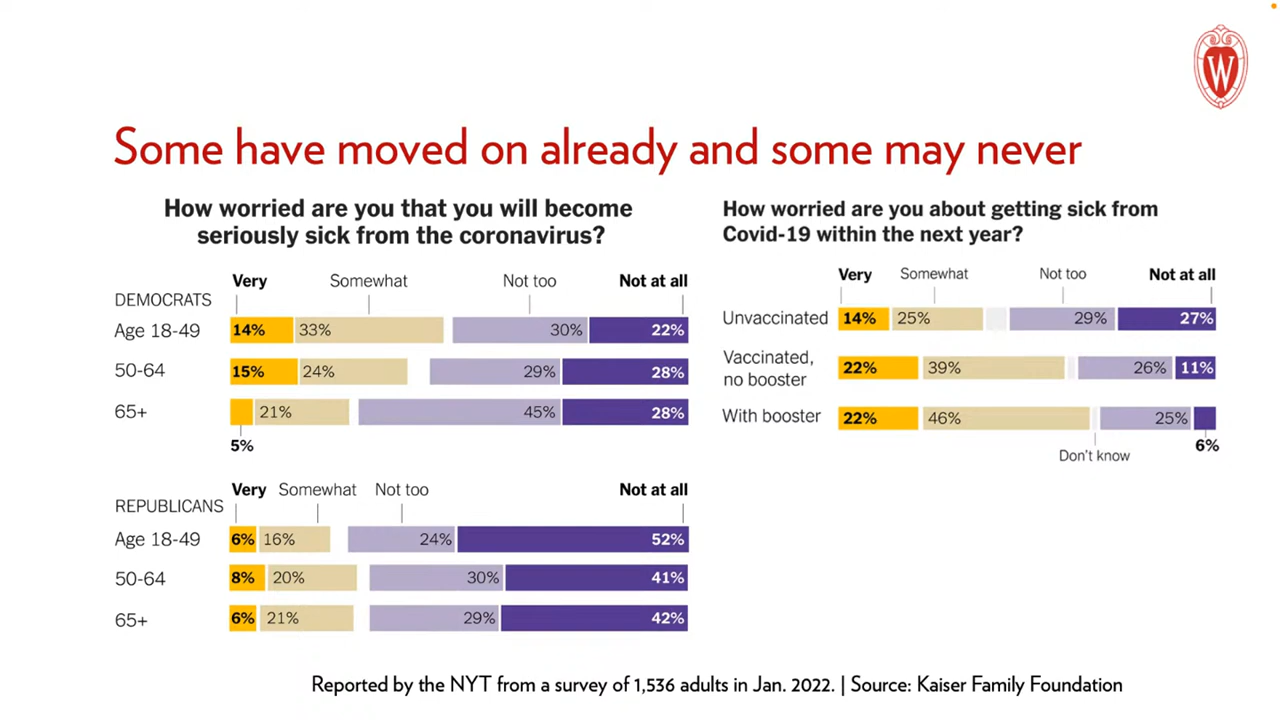 W
Some have moved on already and some may never
How worried are you that you will become
seriously sick from the coronavirus?
Very Somewhat Not too Not at all
DEMOCRATS
Age 18-49 14% 33% 30% 22%
50-64 15% 24% 29% 28%
65+ 21% 45% 28%
5%
Very Somewhat Not too Not at all
REPUBLICANS
Age 18-49 6% 16% 24% 52%
50-64 8% 20% 30% 41%
65+ 6% 21% 29% 42%
How worried are you about getting sick from
Covid-19 within the next year?
Very Somewhat Not too Not at all
Unvaccinated 14% 25% 29% 27%
Vaccinated,
no booster 22% 39% 26% 11%
With booster 22% 46% 25%
6%
Don't know
Reported by the NYT from a survey of 1,536 adults in Jan. 2022. | Source: Kaiser Family Foundation